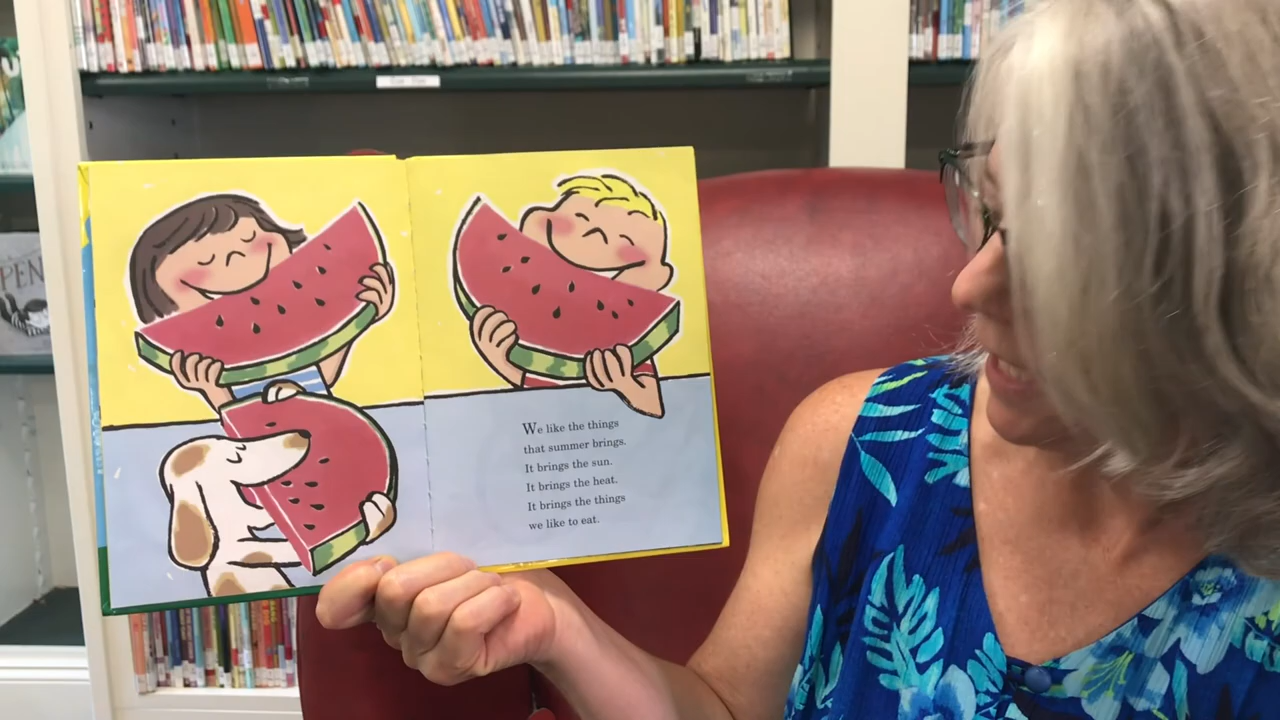 PEN
We like the things
that summer brings.
It brings the sun.
It brings the heat.
It brings the things
we like to eat.